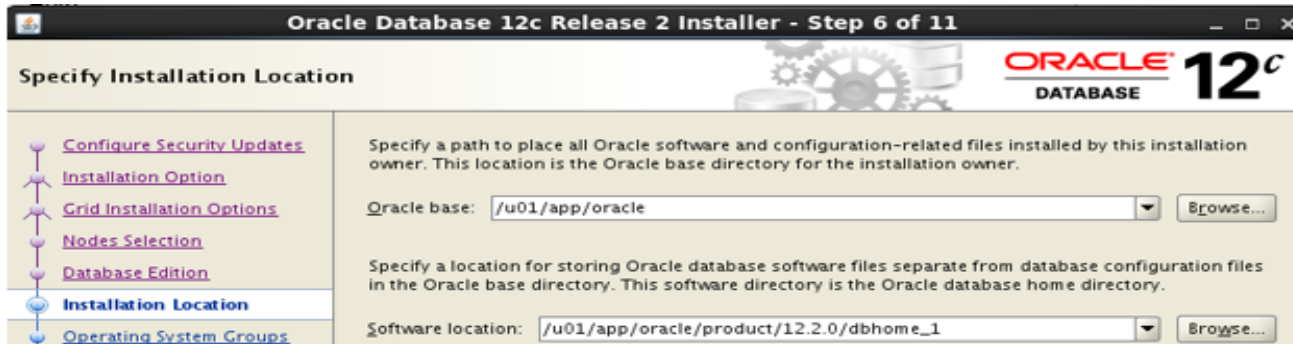 Oracle Database 12c Release 2 Installer - Step 6 of 11
Specify Installation Location
ORACLE
DATABASE
12c
Configure Security Updates
Installation Option
Grid Installation Options
Nodes Selection
Database Edition
Installation Location
Operating System Groups
Specify a path to place all Oracle software and configuration-related files installed by this installation
owner. This location is the Oracle base directory for the installation owner.
Oracle base: /u01/app/oracle Browse...
Specify a location for storing Oracle database software files separate from database configuration files
in the Oracle base directory. This software directory is the Oracle database home directory.
Software location: /u01/app/oracle/product/12.2.0/dbhome_1 Browse...